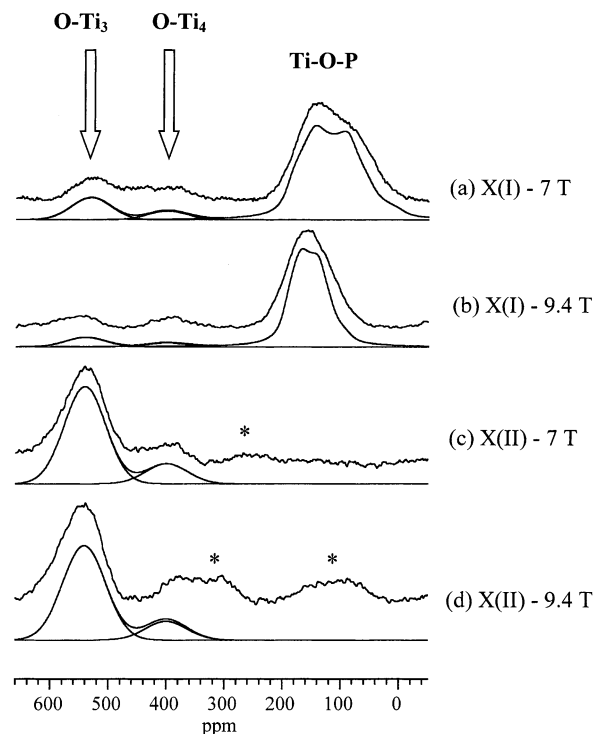 O-Ti₃ O-Ti₄
Ti-O-P
(a) X(I) - 7 T
(b) X(I) - 9.4 T
*
(c) X(II) - 7 T
* *
(d) X(II) - 9.4 T
600 500 400 300 200 100 0
ppm